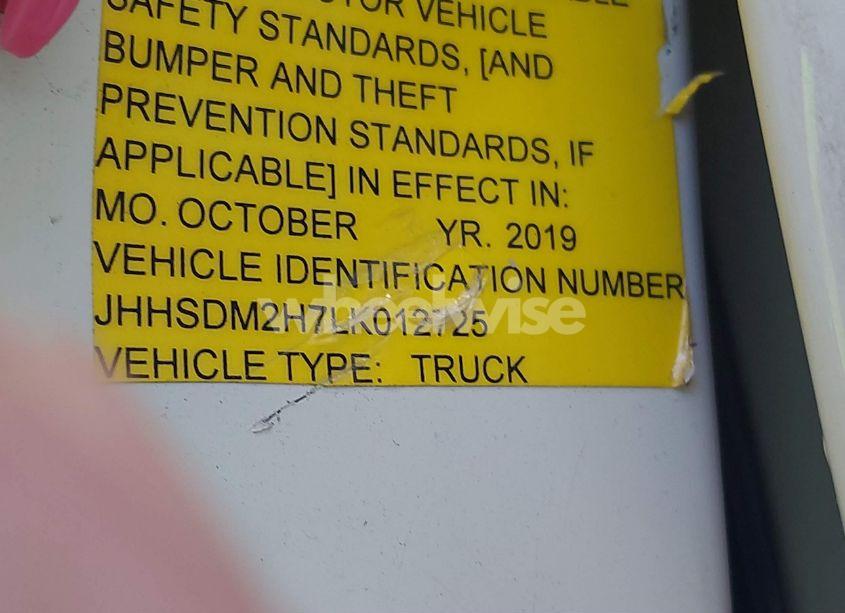 VEHICLE
SAFETY STANDARDS, [AND
BUMPER AND THEFT
PREVENTION STANDARDS, IF
APPLICABLE] IN EFFECT IN:
MO. OCTOBER YR. 2019
VEHICLE IDENTIFICATION NUMBER
JHHSDM2H7LK012725
VEHICLE TYPE: TRUCK